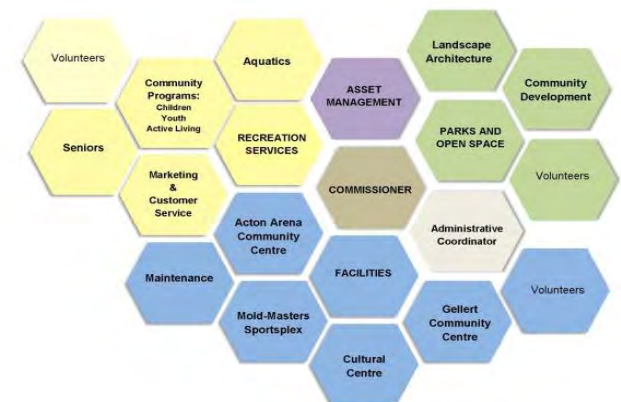 Volunteers
Community
Programs:
Children
Youth
Active Living
Aquatics
Seniors
RECREATION
SERVICES
Marketing
&
Customer
Service
ASSET
MANAGEMENT
COMMISSIONER
Landscape
Architecture
Community
Development
PARKS AND
OPEN SPACE
Volunteers
Administrative
Coordinator
Acton Arena
Community
Centre
Maintenance
FACILITIES
Mold-Masters
Sportsplex
Cultural
Centre
Gellert
Community
Centre
Volunteers